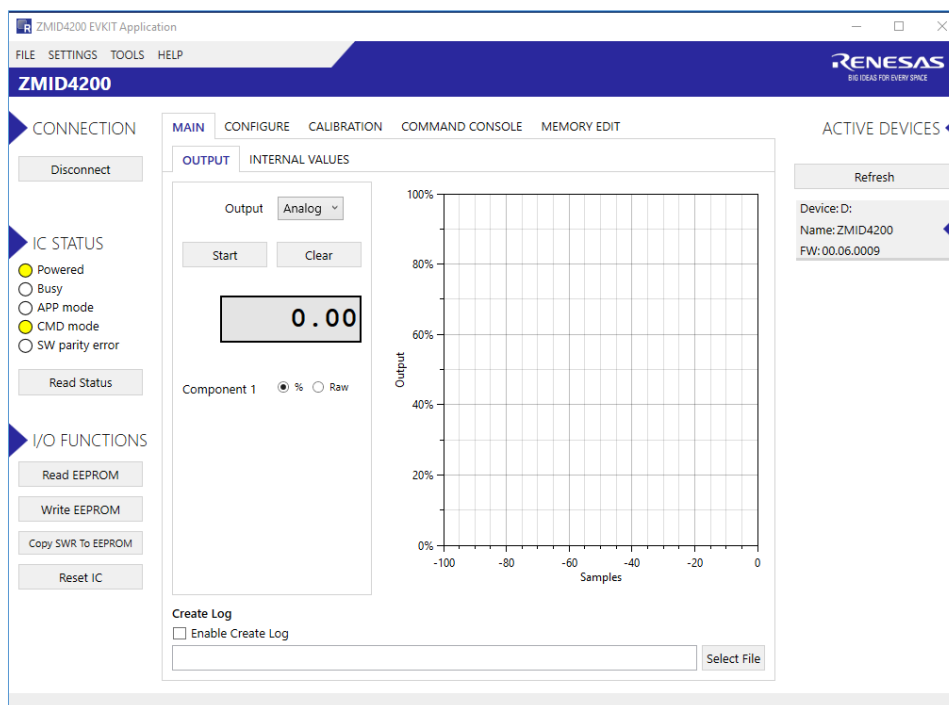 ZMID4200 EVKIT Application
FILE SETTINGS TOOLS HELP
RENESAS
BIG IDEAS FOR EVERY SPACE
ZMID4200
CONNECTION
Disconnect
IC STATUS
Powered
Busy
APP mode
CMD mode
SW parity error
Read Status
I/O FUNCTIONS
Read EEPROM
Write EEPROM
Copy SWR To EEPROM
Reset IC
MAIN CONFIGURE CALIBRATION COMMAND CONSOLE MEMORY EDIT
OUTPUT INTERNAL VALUES
Output Analog
Start Clear
0.00
Component 1 % Raw
100%
80%
60%
40%
20%
0%
Output
-100 -80 -60 -40 -20 0
Samples
Create Log
Enable Create Log
Select File
ACTIVE DEVICES
Refresh
Device: D:
Name: ZMID4200
FW: 00.06.0009